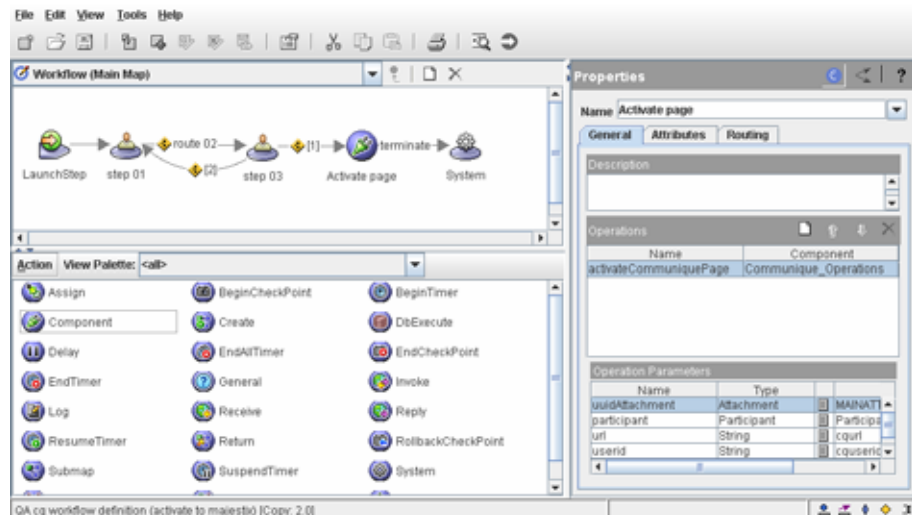 File Edit View Tools Help
Workflow (Main Map)
LaunchStep
step 01
route 02
[2]
step 03
[1]
Activate page
terminate
System
Action View Palette: <all>
Assign BeginCheckPoint BeginTimer
Component Create DbExecute
Delay EndAllTimer EndCheckPoint
EndTimer General Invoke
Log Receive Reply
ResumeTimer Return RollbackCheckPoint
Submap SuspendTimer System
QA cq workflow definition (activate to majestix) [Copy: 2.0]
Properties
?
Name Activate page
General Attributes Routing
Description
Operations
Name Component
activateCommuniquePage Communique_Operations
Operation Parameters
Name Type
uuidAttachment Attachment MAINATT
participant Participant Participa
url String cqurl
userid String cquserid